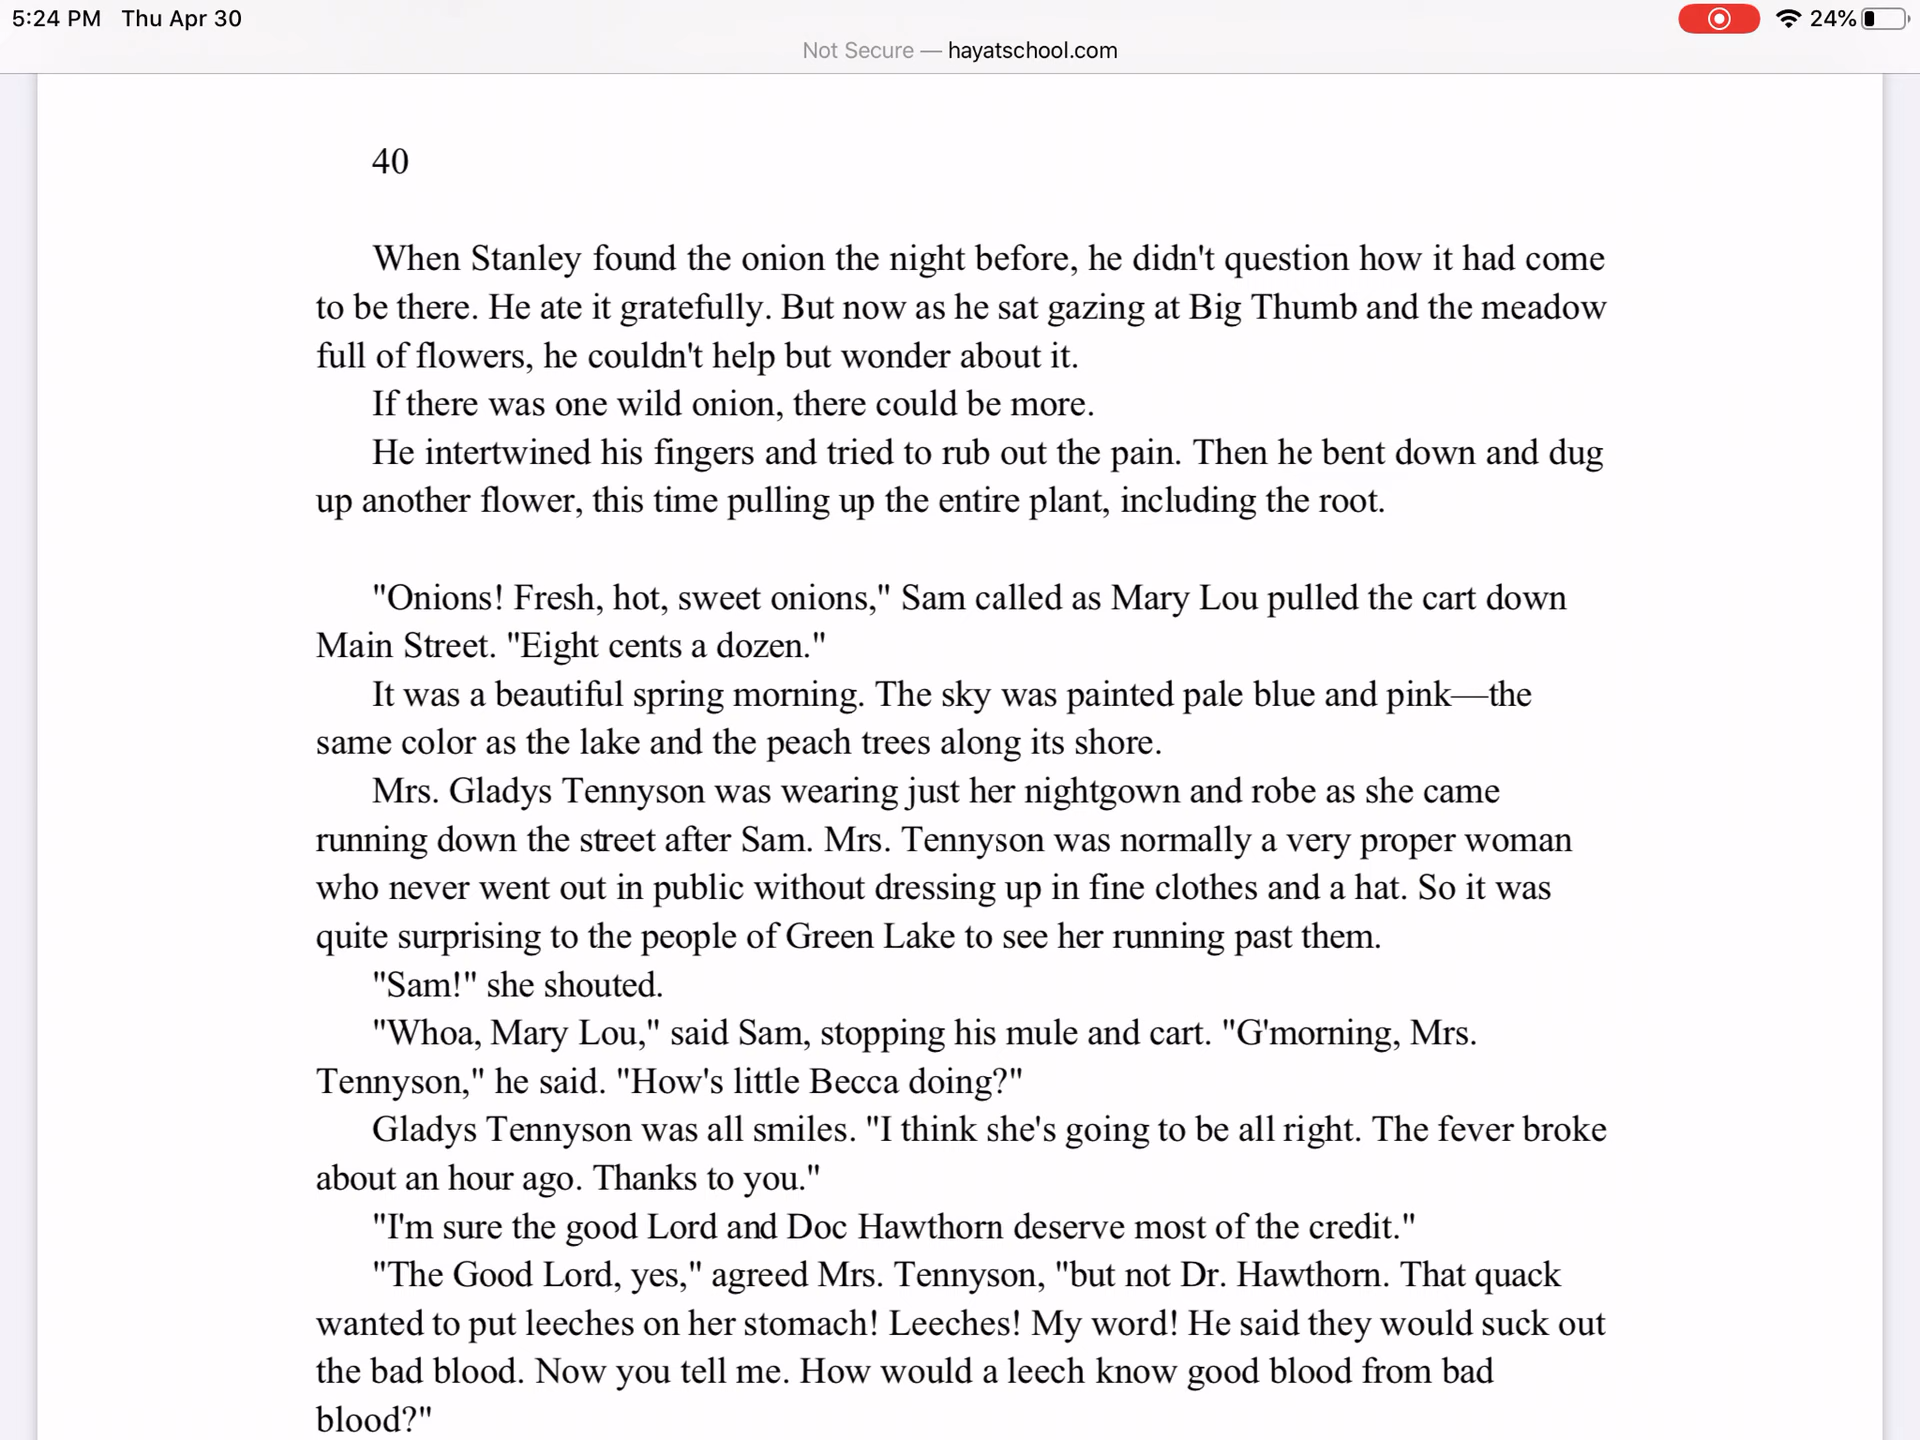 5:24 PM Thu Apr 30 24%
Not Secure — hayatschool.com
40
When Stanley found the onion the night before, he didn't question how it had come
to be there. He ate it gratefully. But now as he sat gazing at Big Thumb and the meadow
full of flowers, he couldn't help but wonder about it.
If there was one wild onion, there could be more.
He intertwined his fingers and tried to rub out the pain. Then he bent down and dug
up another flower, this time pulling up the entire plant, including the root.
"Onions! Fresh, hot, sweet onions," Sam called as Mary Lou pulled the cart down
Main Street. "Eight cents a dozen."
It was a beautiful spring morning. The sky was painted pale blue and pink—the
same color as the lake and the peach trees along its shore.
Mrs. Gladys Tennyson was wearing just her nightgown and robe as she came
running down the street after Sam. Mrs. Tennyson was normally a very proper woman
who never went out in public without dressing up in fine clothes and a hat. So it was
quite surprising to the people of Green Lake to see her running past them.
"Sam!" she shouted.
"Whoa, Mary Lou," said Sam, stopping his mule and cart. "G'morning, Mrs.
Tennyson," he said. "How's little Becca doing?"
Gladys Tennyson was all smiles. "I think she's going to be all right. The fever broke
about an hour ago. Thanks to you."
"I'm sure the good Lord and Doc Hawthorn deserve most of the credit."
"The Good Lord, yes," agreed Mrs. Tennyson, "but not Dr. Hawthorn. That quack
wanted to put leeches on her stomach! Leeches! My word! He said they would suck out
the bad blood. Now you tell me. How would a leech know good blood from bad
blood?"